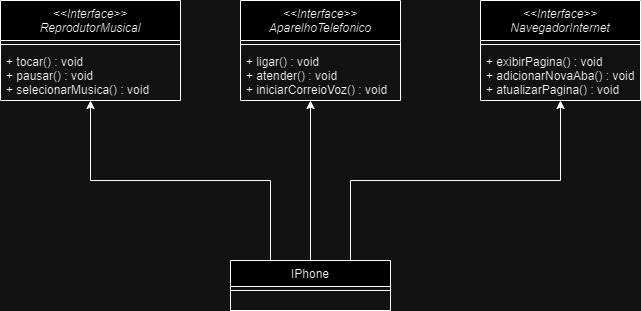 <<Interface>>
ReprodutorMusical
+ tocar() : void
+ pausar() : void
+ selecionarMusica() : void
<<Interface>>
AparelhoTelefonico
+ ligar() : void
+ atender() : void
+ iniciarCorreioVoz() : void
<<Interface>>
NavegadorInternet
+ exibirPagina() : void
+ adicionarNovaAba() : void
+ atualizarPagina() : void
IPhone